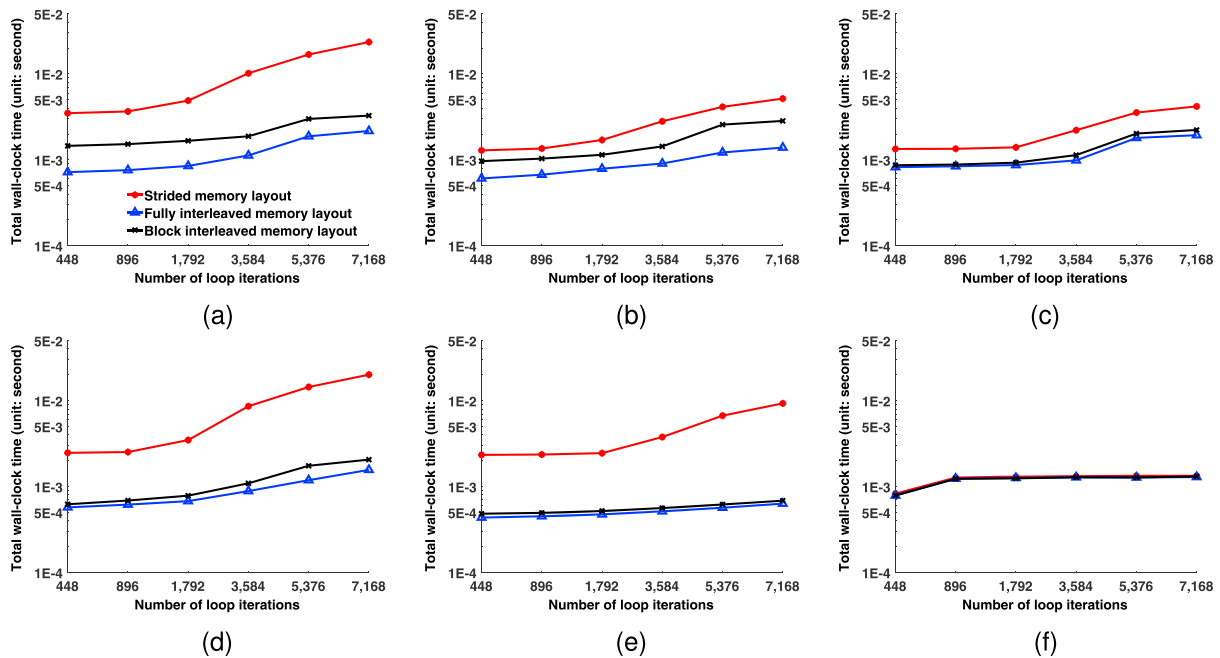 Total wall-clock time (unit: second)
5E-2
1E-2
5E-3
1E-3
5E-4
1E-4
Strided memory layout
Fully interleaved memory layout
Block interleaved memory layout
448 896 1,792 3,584 5,376 7,168
Number of loop iterations
(a)
Total wall-clock time (unit: second)
5E-2
1E-2
5E-3
1E-3
5E-4
1E-4
448 896 1,792 3,584 5,376 7,168
Number of loop iterations
(b)
Total wall-clock time (unit: second)
5E-2
1E-2
5E-3
1E-3
5E-4
1E-4
448 896 1,792 3,584 5,376 7,168
Number of loop iterations
(c)
Total wall-clock time (unit: second)
5E-2
1E-2
5E-3
1E-3
5E-4
1E-4
448 896 1,792 3,584 5,376 7,168
Number of loop iterations
(d)
Total wall-clock time (unit: second)
5E-2
1E-2
5E-3
1E-3
5E-4
1E-4
448 896 1,792 3,584 5,376 7,168
Number of loop iterations
(e)
Total wall-clock time (unit: second)
5E-2
1E-2
5E-3
1E-3
5E-4
1E-4
448 896 1,792 3,584 5,376 7,168
Number of loop iterations
(f)